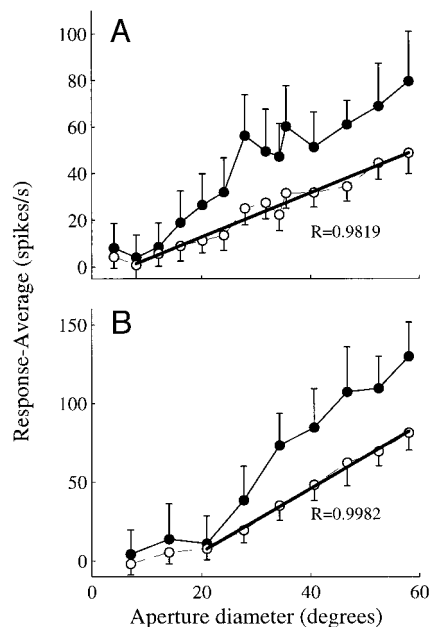 A
100
80
60
40
20
0
R=0.9819
Response-Average (spikes/s)
B
150
100
50
0
R=0.9982
0 20 40 60
Aperture diameter (degrees)